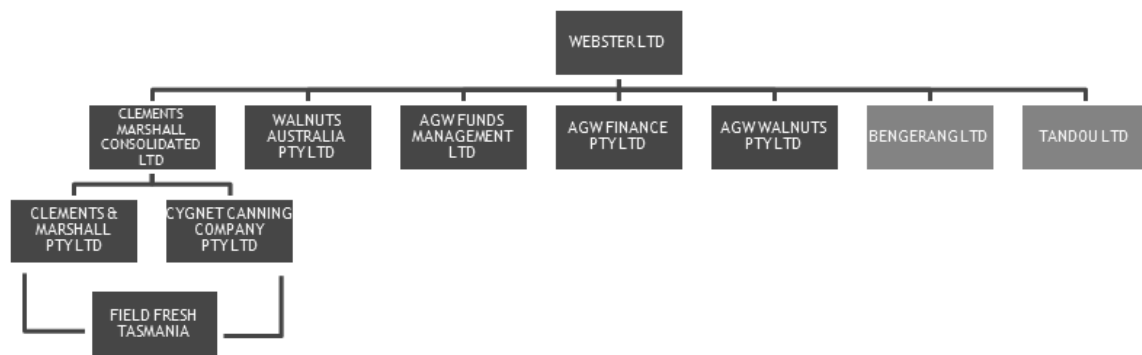 WEBSTER LTD
CLEMENTS
MARSHALL
CONSOLIDATED
LTD
WALNUTS
AUSTRALIA
PTY LTD
AGW FUNDS
MANAGEMENT
LTD
AGW FINANCE
PTY LTD
AGW WALNUTS
PTY LTD
BENGERANG LTD
TANDOU LTD
CLEMENTS &
MARSHALL
PTY LTD
CYGNET CANNING
COMPANY
PTY LTD
FIELD FRESH
TASMANIA